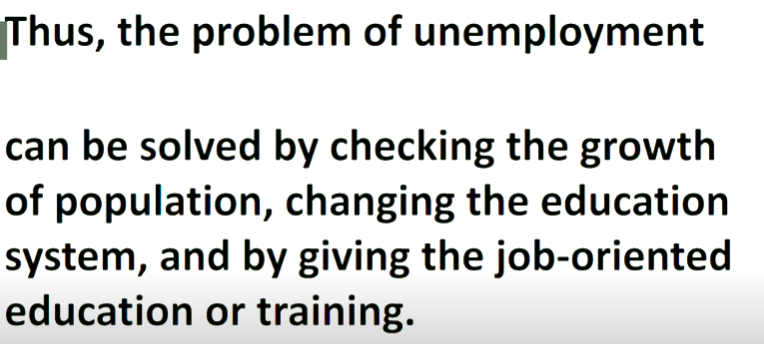 Thus, the problem of unemployment
can be solved by checking the growth
of population, changing the education
system, and by giving the job-oriented
education or training.